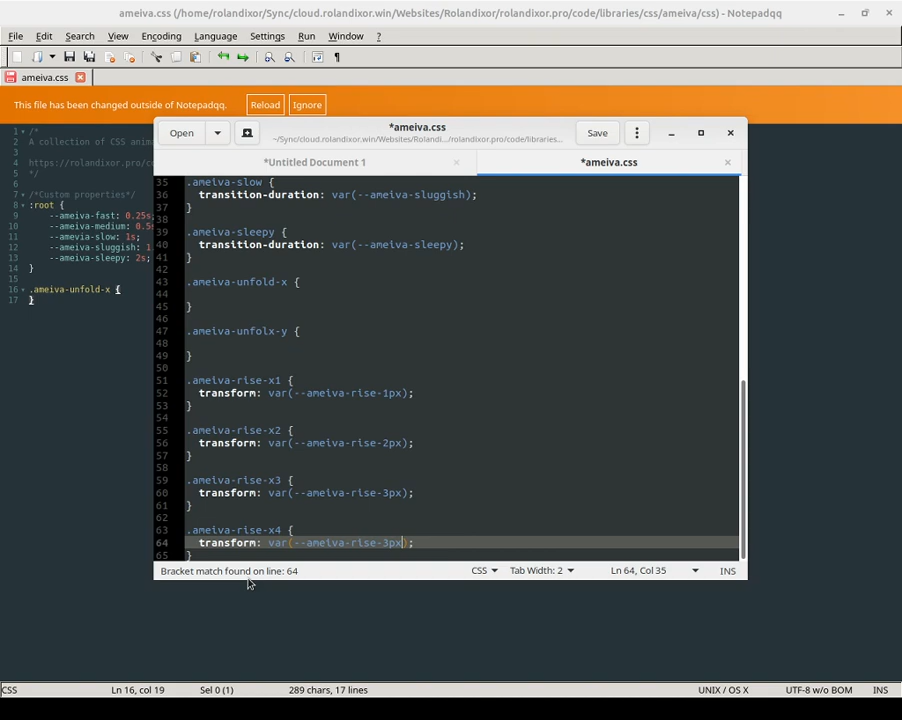 ameiva.css (/home/rolandixor/Sync/cloud.rolandixor.win/Websites/Rolandixor/rolandixor.pro/code/libraries/css/ameiva/css) - Notepadqq
File Edit Search View Encoding Language Settings Run Window ?
ameiva.css
This file has been changed outside of Notepadqq. Reload Ignore
1 /*
2 A collection of CSS anim
3
4 https://rolandixor.pro/co
5 */
6
7 /*Custom properties*/
8 :root {
9 --ameiva-fast: 0.25s;
10 --ameiva-medium: 0.5s
11 --amevia-slow: 1s;
12 --ameiva-sluggish: 1.
13 --ameiva-sleepy: 2s;
14 }
15
16 .ameiva-unfold-x {
17 }
Open *ameiva.css Save
~/Sync/cloud.rolandixor.win/Websites/Rolandi.../rolandixor.pro/code/libraries...
*Untitled Document 1 *ameiva.css
35 .ameiva-slow {
36 transition-duration: var(--ameiva-sluggish);
37 }
38
39 .ameiva-sleepy {
40 transition-duration: var(--ameiva-sleepy);
41 }
42
43 .ameiva-unfold-x {
44
45 }
46
47 .ameiva-unfolx-y {
48
49 }
50
51 .ameiva-rise-x1 {
52 transform: var(--ameiva-rise-1px);
53 }
54
55 .ameiva-rise-x2 {
56 transform: var(--ameiva-rise-2px);
57 }
58
59 .ameiva-rise-x3 {
60 transform: var(--ameiva-rise-3px);
61 }
62
63 .ameiva-rise-x4 {
64 transform: var(--ameiva-rise-3px);
65 }
Bracket match found on line: 64 CSS Tab Width: 2 Ln 64, Col 35 INS
CSS Ln 16, col 19 Sel 0 (1) 289 chars, 17 lines UNIX / OS X UTF-8 w/o BOM INS